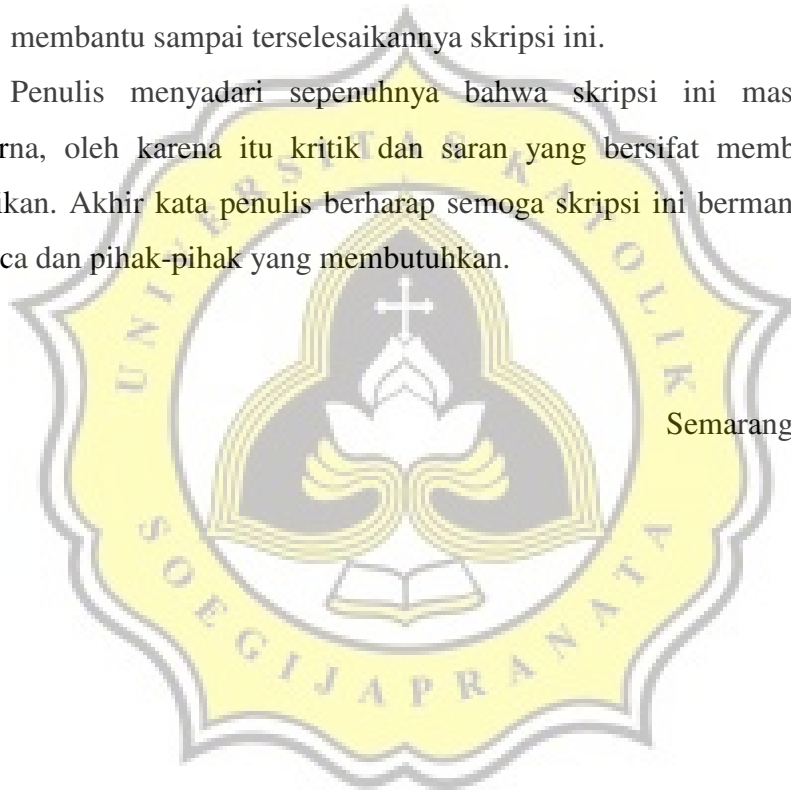 membantu sampai terselesaikannya skripsi ini.
Penulis menyadari sepenuhnya bahwa skripsi ini mas
rna, oleh karena itu kritik dan saran yang bersifat memb
ikan. Akhir kata penulis berharap semoga skripsi ini berman
ca dan pihak-pihak yang membutuhkan.
UNIVERSITAS KATOLIK
Semarang
SOEGIJAPRANATA